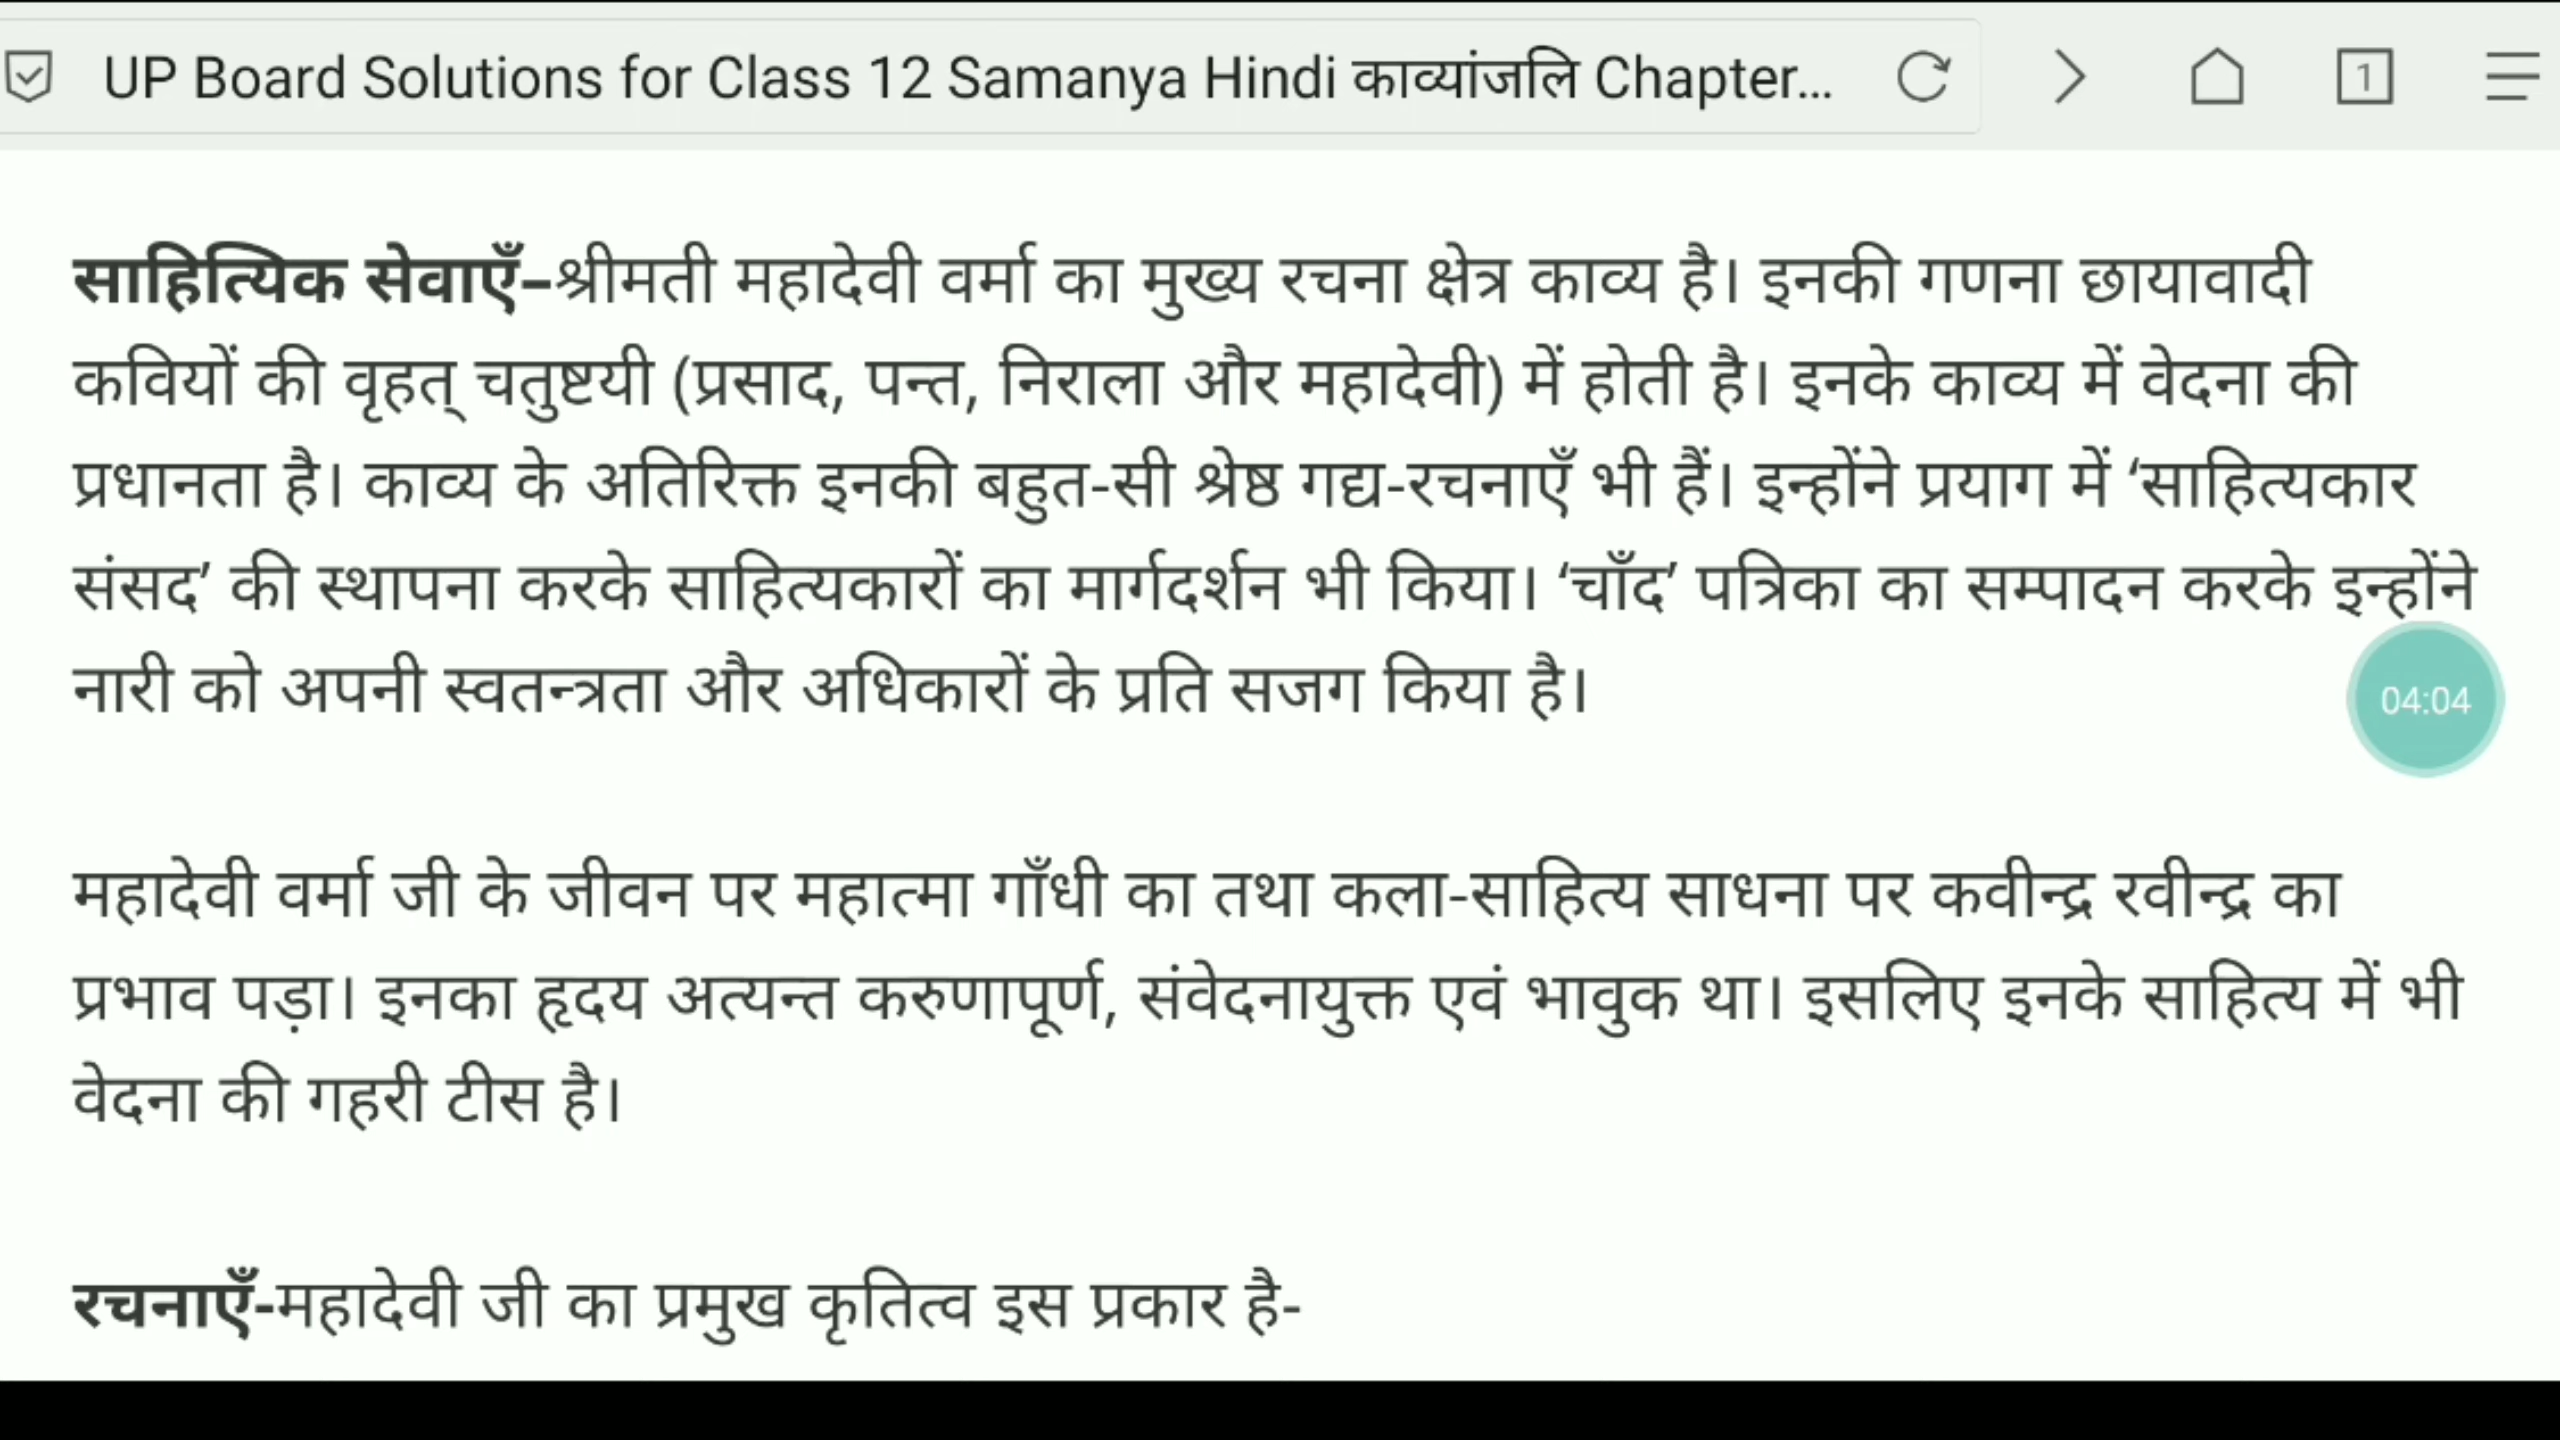 UP Board Solutions for Class 12 Samanya Hindi काव्यांजलि Chapter...
1
साहित्यिक सेवाएँ–श्रीमती महादेवी वर्मा का मुख्य रचना क्षेत्र काव्य है। इनकी गणना छायावादी
कवियों की वृहत् चतुष्टयी (प्रसाद, पन्त, निराला और महादेवी) में होती है। इनके काव्य में वेदना की
प्रधानता है। काव्य के अतिरिक्त इनकी बहुत-सी श्रेष्ठ गद्य-रचनाएँ भी हैं। इन्होंने प्रयाग में ‘साहित्यकार
संसद’ की स्थापना करके साहित्यकारों का मार्गदर्शन भी किया। ‘चाँद’ पत्रिका का सम्पादन करके इन्होंने
नारी को अपनी स्वतन्त्रता और अधिकारों के प्रति सजग किया है।
04:04
महादेवी वर्मा जी के जीवन पर महात्मा गाँधी का तथा कला-साहित्य साधना पर कवीन्द्र रवीन्द्र का
प्रभाव पड़ा। इनका हृदय अत्यन्त करुणापूर्ण, संवेदनायुक्त एवं भावुक था। इसलिए इनके साहित्य में भी
वेदना की गहरी टीस है।
रचनाएँ-महादेवी जी का प्रमुख कृतित्व इस प्रकार है-